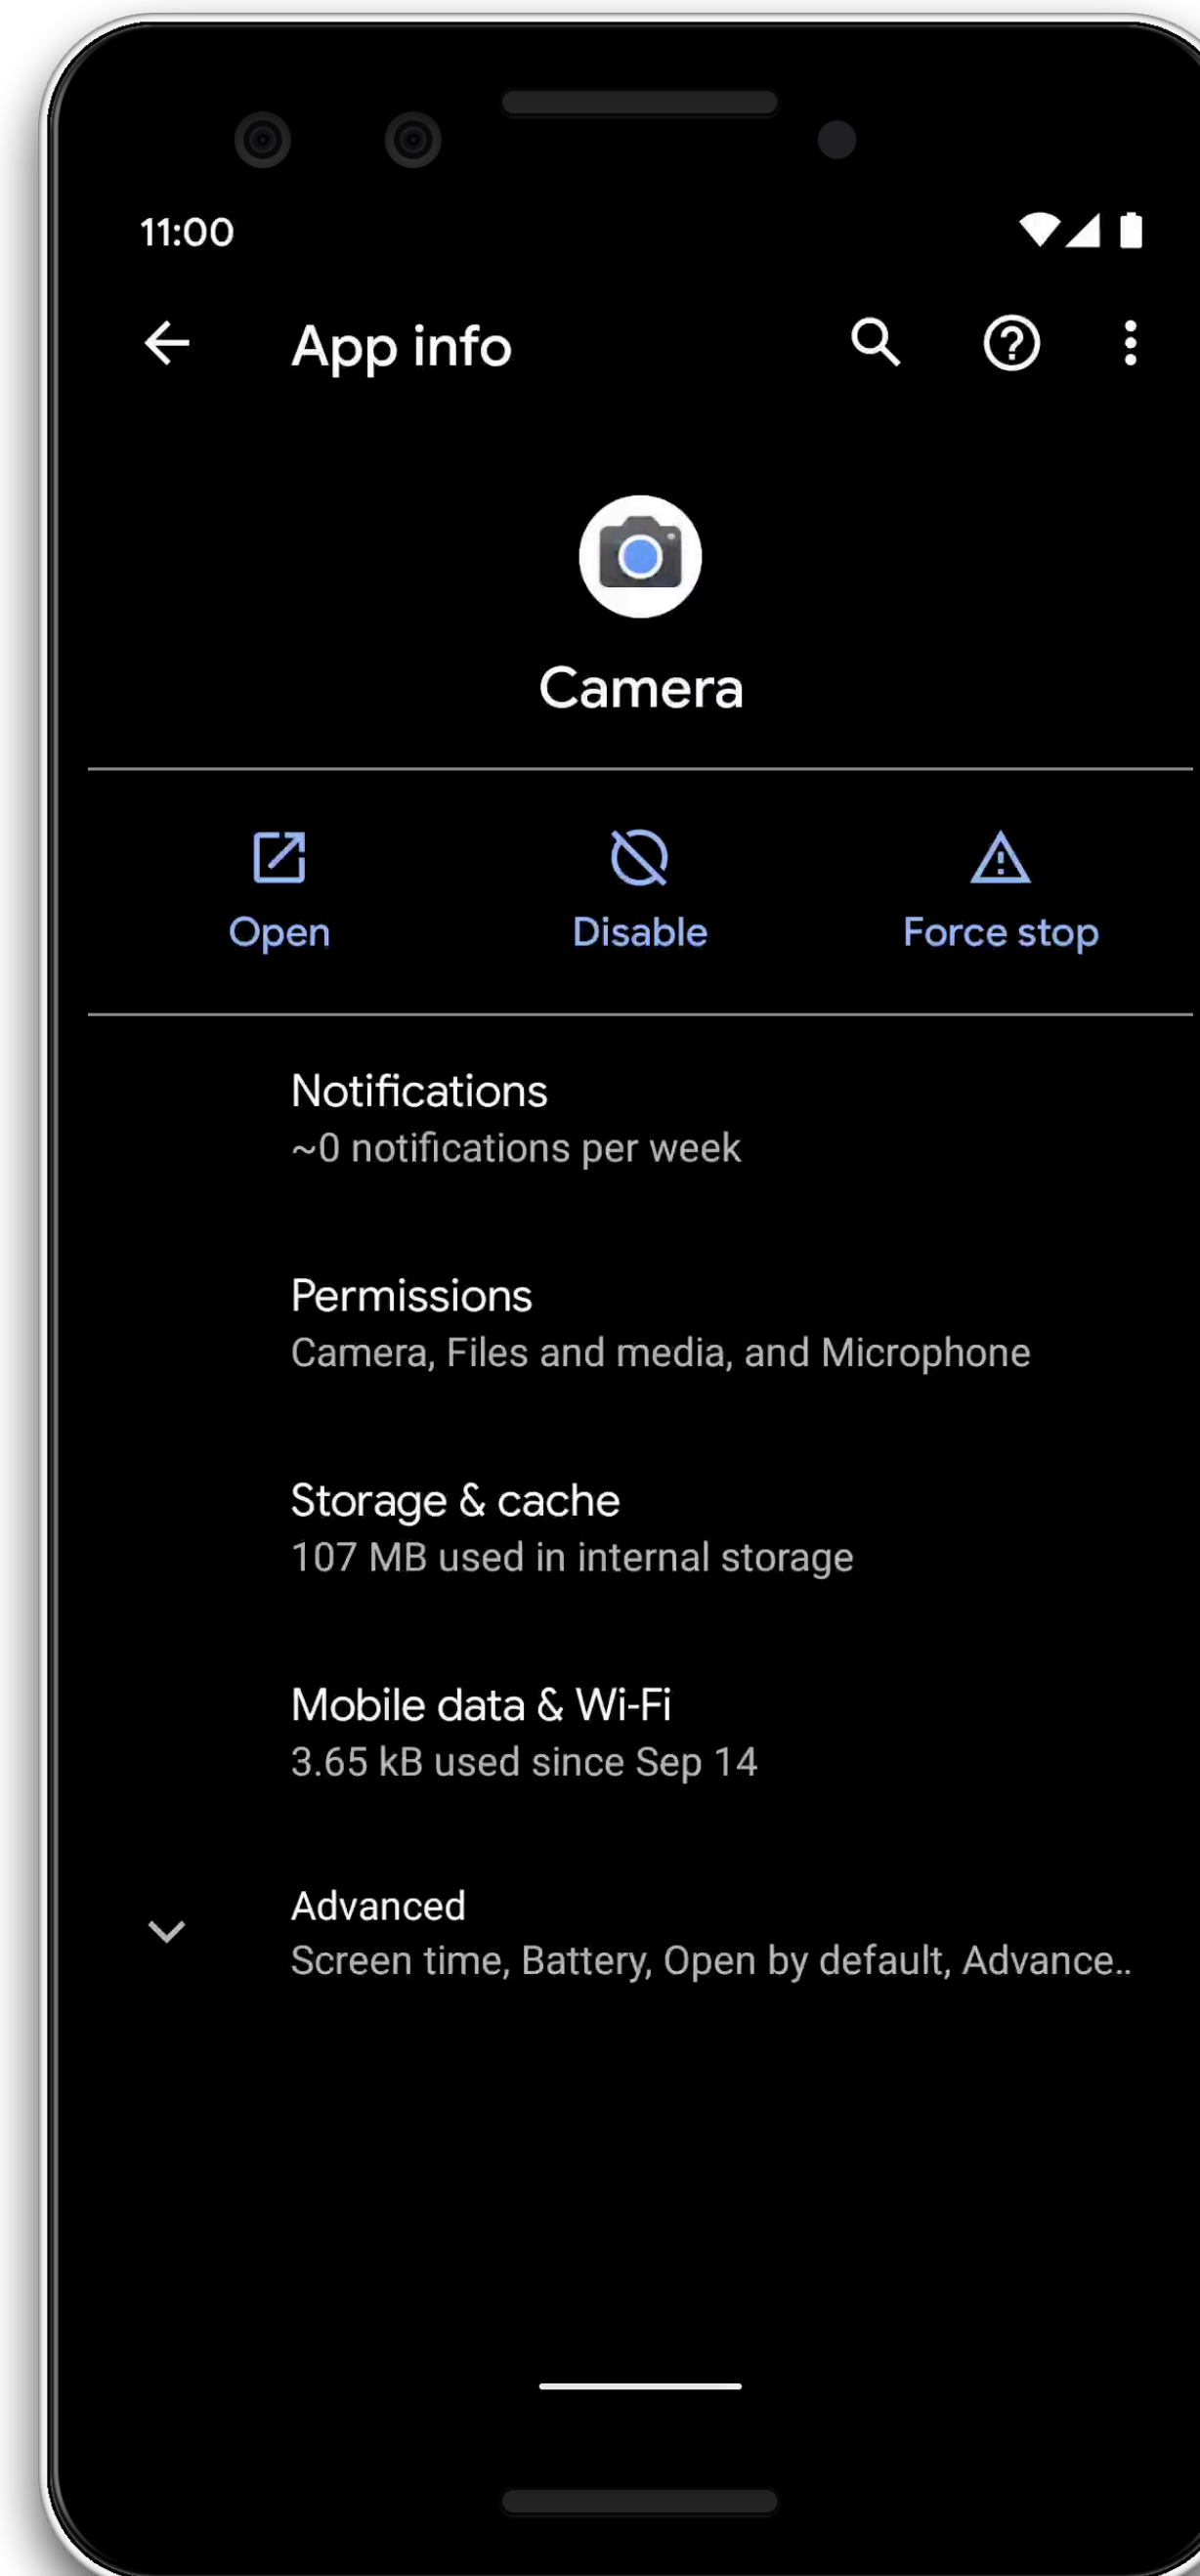 11:00
App info
Camera
Open
Disable
Force stop
Notifications
~0 notifications per week
Permissions
Camera, Files and media, and Microphone
Storage & cache
107 MB used in internal storage
Mobile data & Wi-Fi
3.65 kB used since Sep 14
Advanced
Screen time, Battery, Open by default, Advance..